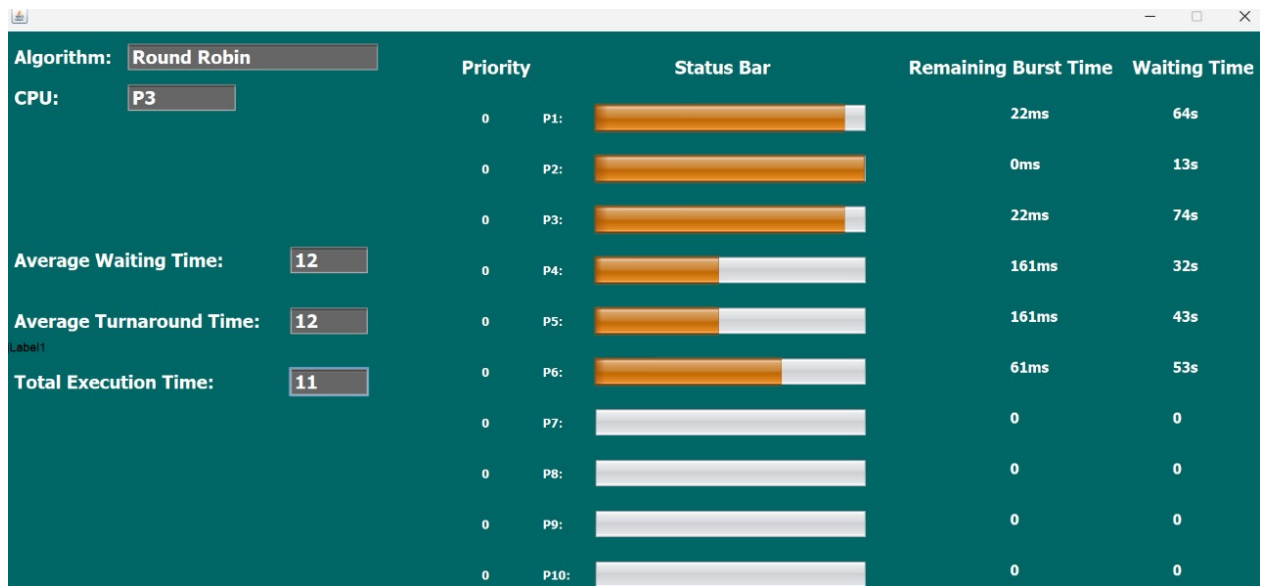 Algorithm: Round Robin
CPU: P3
Priority Status Bar Remaining Burst Time Waiting Time
0 P1: 22ms 64s
0 P2: 0ms 13s
0 P3: 22ms 74s
0 P4: 161ms 32s
0 P5: 161ms 43s
0 P6: 61ms 53s
0 P7: 0 0
0 P8: 0 0
0 P9: 0 0
0 P10: 0 0
Average Waiting Time: 12
Average Turnaround Time: 12
Label1
Total Execution Time: 11